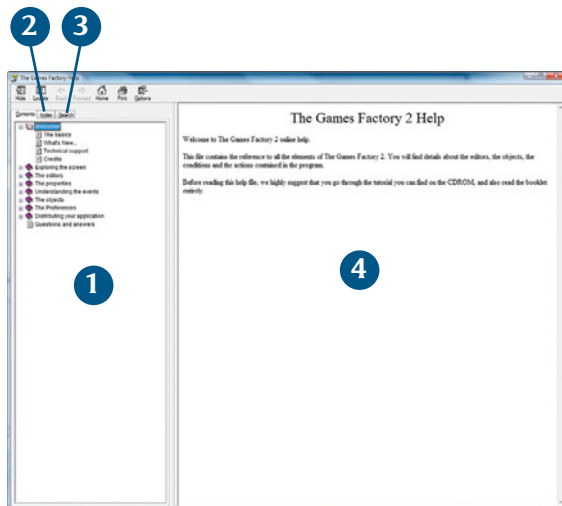 2 3
The Games Factory Help
Hide Locate Back Forward Home Print Options
Contents Index Search
Welcome!
The basics
What's New...
Technical support
Credits
Exploring the screen
The editors
The properties
Understanding the events
The objects
The Preferences
Distributing your application
Questions and answers
1
The Games Factory 2 Help
Welcome to The Games Factory 2 online help.
This file contains the reference to all the elements of The Games Factory 2. You will find details about the editors, the objects, the
conditions and the actions contained in the program.
Before reading this help file, we highly suggest that you go through the tutorial you can find on the CDROM, and also read the booklet
entirely.
4